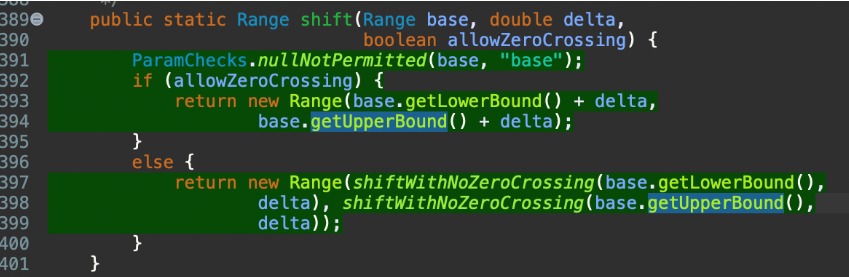 */
389 public static Range shift(Range base, double delta,
390 boolean allowZeroCrossing) {
391 ParamChecks.nullNotPermitted(base, "base");
392 if (allowZeroCrossing) {
393 return new Range(base.getLowerBound() + delta,
394 base.getUpperBound() + delta);
395 }
396 else {
397 return new Range(shiftWithNoZeroCrossing(base.getLowerBound(),
398 delta), shiftWithNoZeroCrossing(base.getUpperBound(),
399 delta));
400 }
401 }